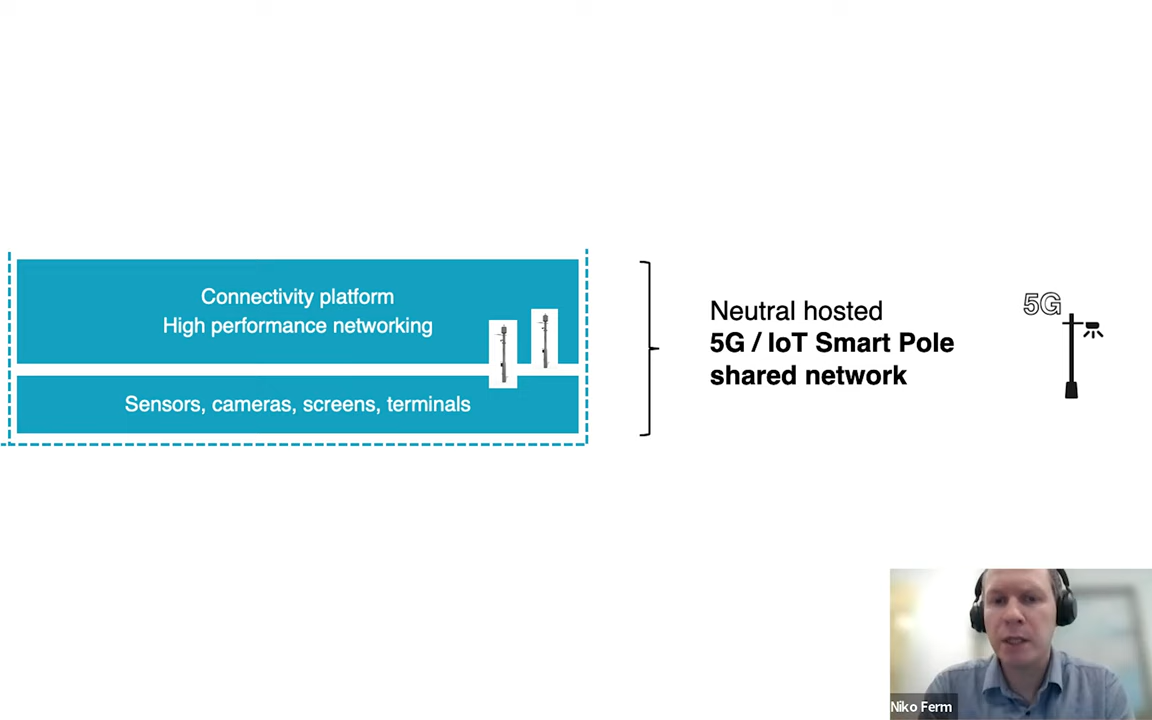 Connectivity platform
High performance networking
Sensors, cameras, screens, terminals
Neutral hosted
5G / IoT Smart Pole
shared network
5G
Niko Ferm